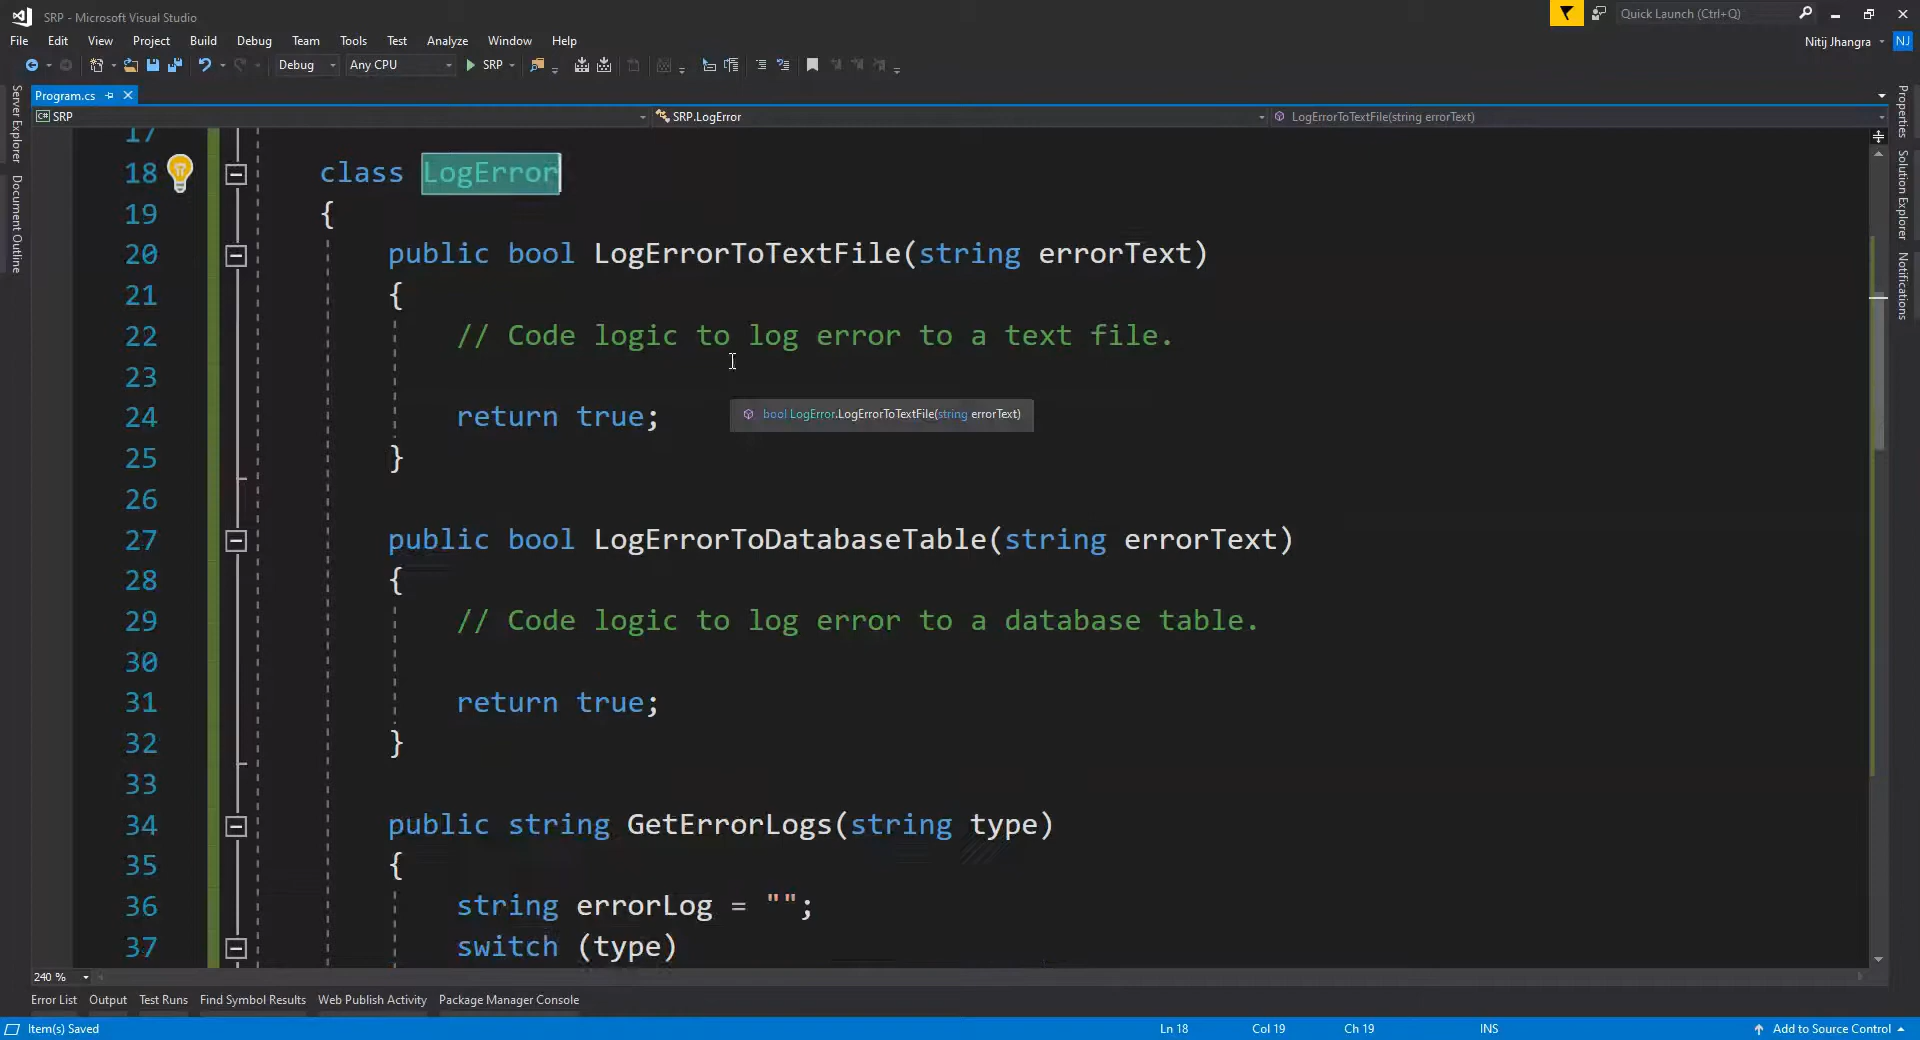 SRP - Microsoft Visual Studio
Quick Launch (Ctrl+Q)
File Edit View Project Build Debug Team Tools Test Analyze Window Help
Nitij Jhangra NJ
Debug Any CPU SRP
Server Explorer
Document Outline
Program.cs
C# SRP
SRP.LogError
LogErrorToTextFile(string errorText)
Properties
Solution Explorer
Notifications
17
18 class LogError
19 {
20 public bool LogErrorToTextFile(string errorText)
21 {
22 // Code logic to log error to a text file.
23
24 return true;
bool LogError.LogErrorToTextFile(string errorText)
25 }
26
27 public bool LogErrorToDatabaseTable(string errorText)
28 {
29 // Code logic to log error to a database table.
30
31 return true;
32 }
33
34 public string GetErrorLogs(string type)
35 {
36 string errorLog = "";
37 switch (type)
240 %
Error List Output Test Runs Find Symbol Results Web Publish Activity Package Manager Console
Item(s) Saved Ln 18 Col 19 Ch 19 INS Add to Source Control